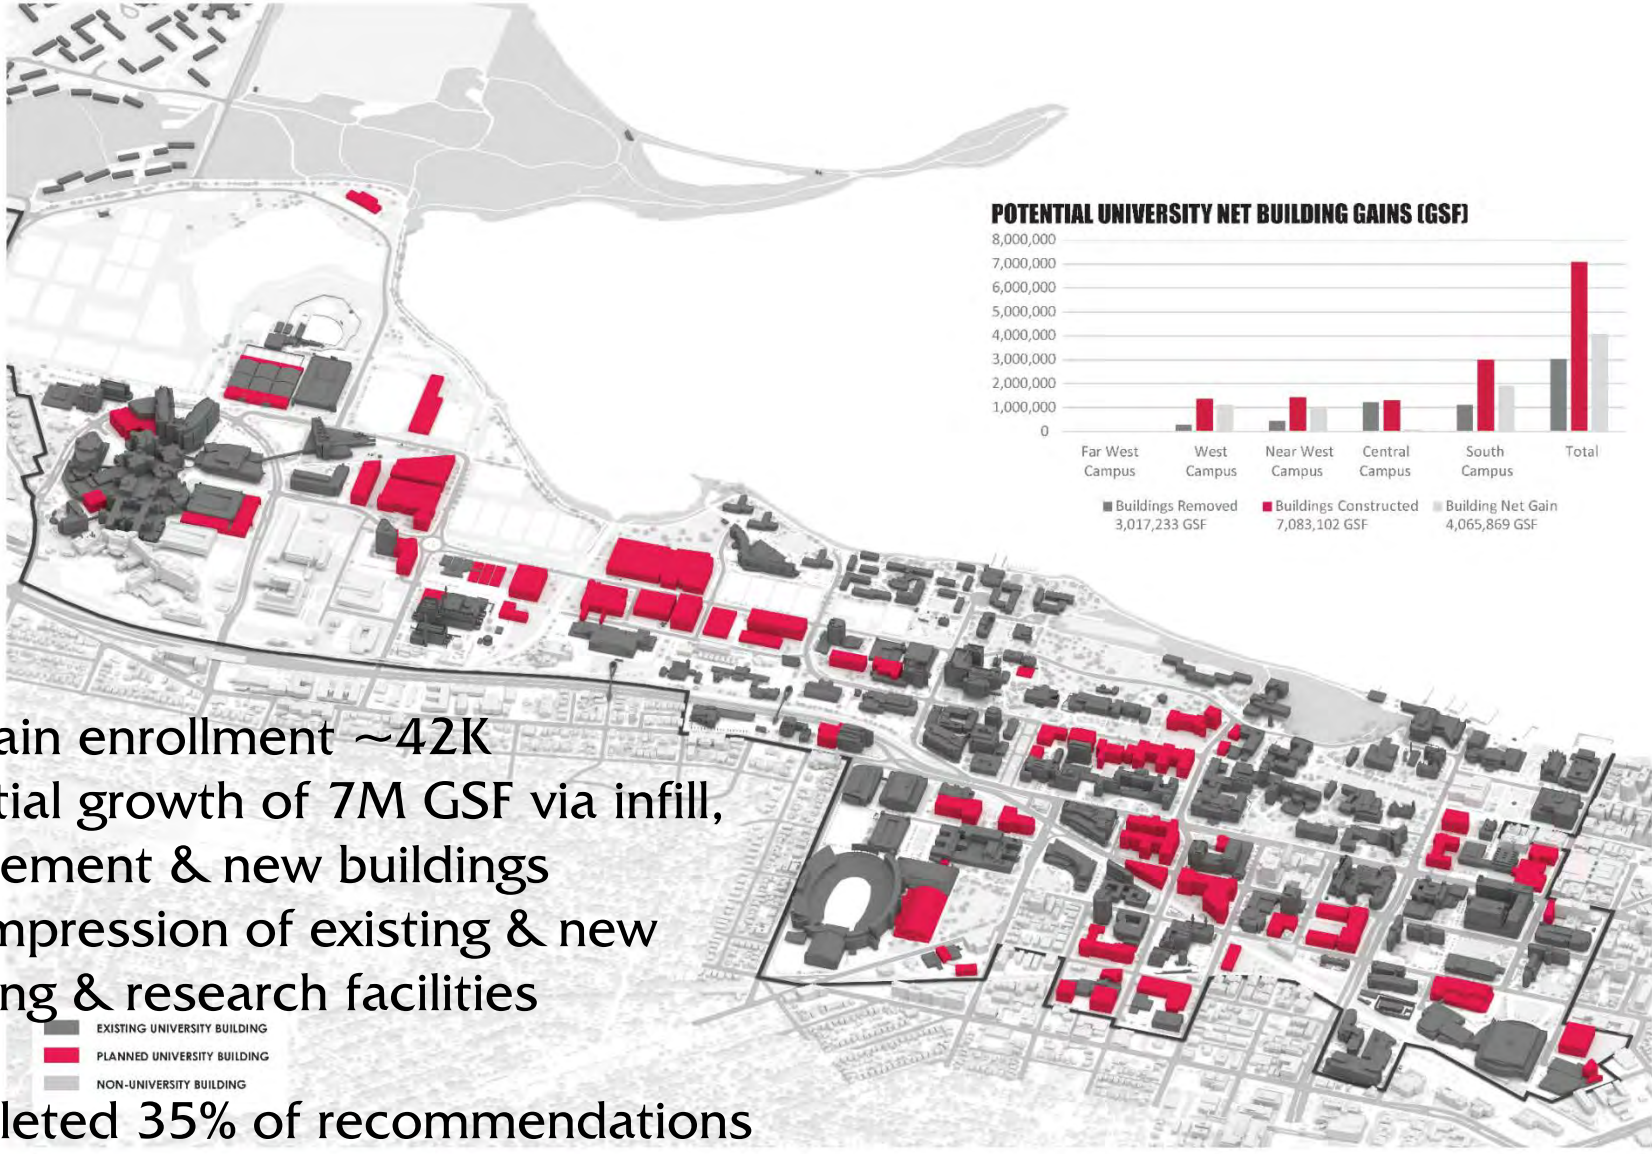 POTENTIAL UNIVERSITY NET BUILDING GAINS (GSF)
8,000,000
7,000,000
6,000,000
5,000,000
4,000,000
3,000,000
2,000,000
1,000,000
0
Far West Campus
West Campus
Near West Campus
Central Campus
South Campus
Total
Buildings Removed
3,017,233 GSF
Buildings Constructed
7,083,102 GSF
Building Net Gain
4,065,869 GSF
ain enrollment ~42K
tial growth of 7M GSF via infill,
ement & new buildings
mpression of existing & new
ng & research facilities
EXISTING UNIVERSITY BUILDING
PLANNED UNIVERSITY BUILDING
NON-UNIVERSITY BUILDING
leted 35% of recommendations